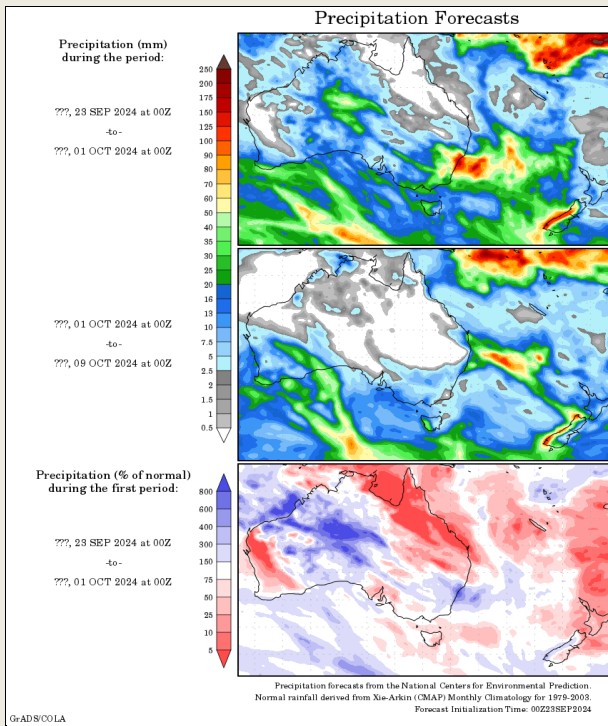 Precipitation Forecasts
Precipitation (mm)
during the period:
???, 23 SEP 2024 at 00Z
-to-
???, 01 OCT 2024 at 00Z
250
200
175
150
125
100
90
80
70
60
50
40
35
30
25
20
16
13
10
7.5
5
2.5
2
1.5
1
0.5
???, 01 OCT 2024 at 00Z
-to-
???, 09 OCT 2024 at 00Z
Precipitation (% of normal)
during the first period:
???, 23 SEP 2024 at 00Z
-to-
???, 01 OCT 2024 at 00Z
800
600
400
300
150
75
50
25
10
5
Precipitation forecasts from the National Centers for Environmental Prediction.
Normal rainfall derived from Xie-Arkin (CMAP) Monthly Climatology for 1979-2003.
Forecast Initialization Time: 00Z23SEP2024
GrADS/COLA